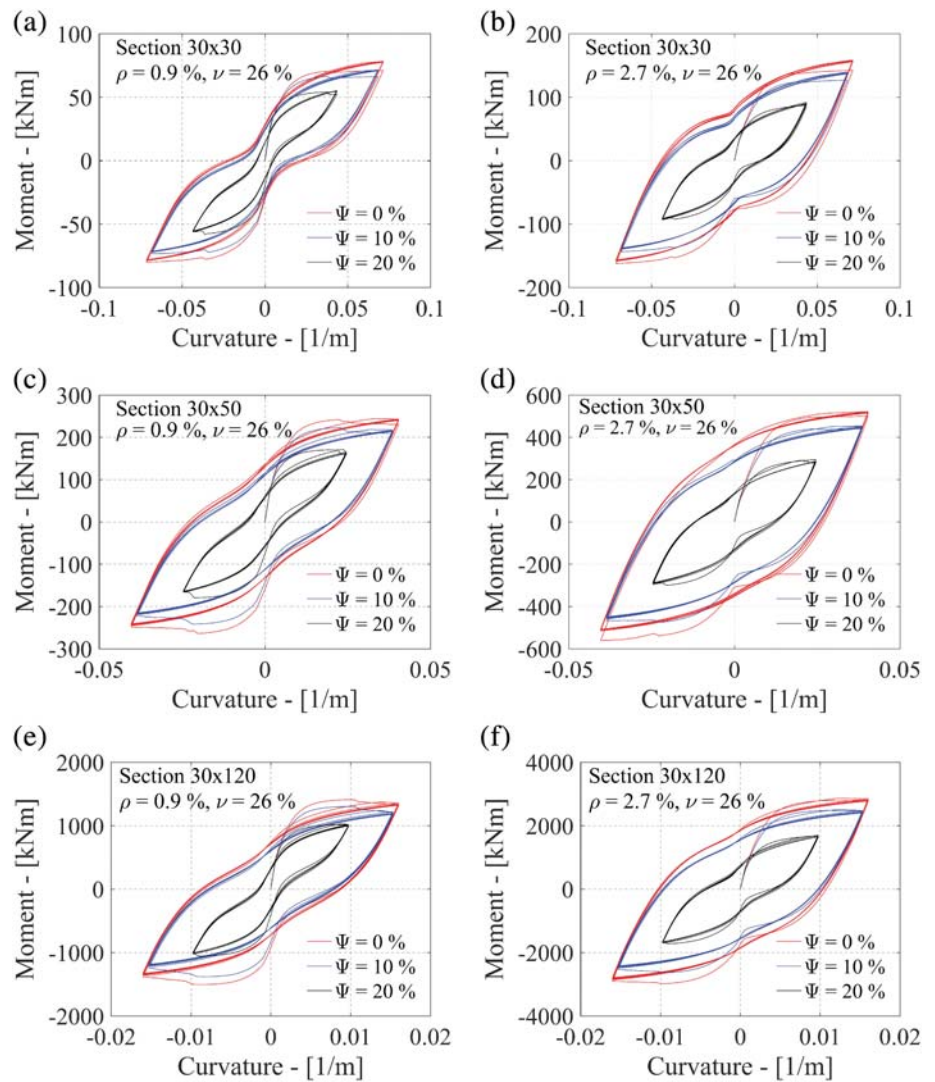 (a)
100
50
0
-50
-100
Moment - [kNm]
Section 30x30
ρ = 0.9 %, ν = 26 %
Ψ = 0 %
Ψ = 10 %
Ψ = 20 %
-0.1 -0.05 0 0.05 0.1
Curvature - [1/m]
(b)
200
100
0
-100
-200
Moment - [kNm]
Section 30x30
ρ = 2.7 %, ν = 26 %
Ψ = 0 %
Ψ = 10 %
Ψ = 20 %
-0.1 -0.05 0 0.05 0.1
Curvature - [1/m]
(c)
300
200
100
0
-100
-200
-300
Moment - [kNm]
Section 30x50
ρ = 0.9 %, ν = 26 %
Ψ = 0 %
Ψ = 10 %
Ψ = 20 %
-0.05 0 0.05
Curvature - [1/m]
(d)
600
400
200
0
-200
-400
-600
Moment - [kNm]
Section 30x50
ρ = 2.7 %, ν = 26 %
Ψ = 0 %
Ψ = 10 %
Ψ = 20 %
-0.05 0 0.05
Curvature - [1/m]
(e)
2000
1000
0
-1000
-2000
Moment - [kNm]
Section 30x120
ρ = 0.9 %, ν = 26 %
Ψ = 0 %
Ψ = 10 %
Ψ = 20 %
-0.02 -0.01 0 0.01 0.02
Curvature - [1/m]
(f)
4000
2000
0
-2000
-4000
Moment - [kNm]
Section 30x120
ρ = 2.7 %, ν = 26 %
Ψ = 0 %
Ψ = 10 %
Ψ = 20 %
-0.02 -0.01 0 0.01 0.02
Curvature - [1/m]